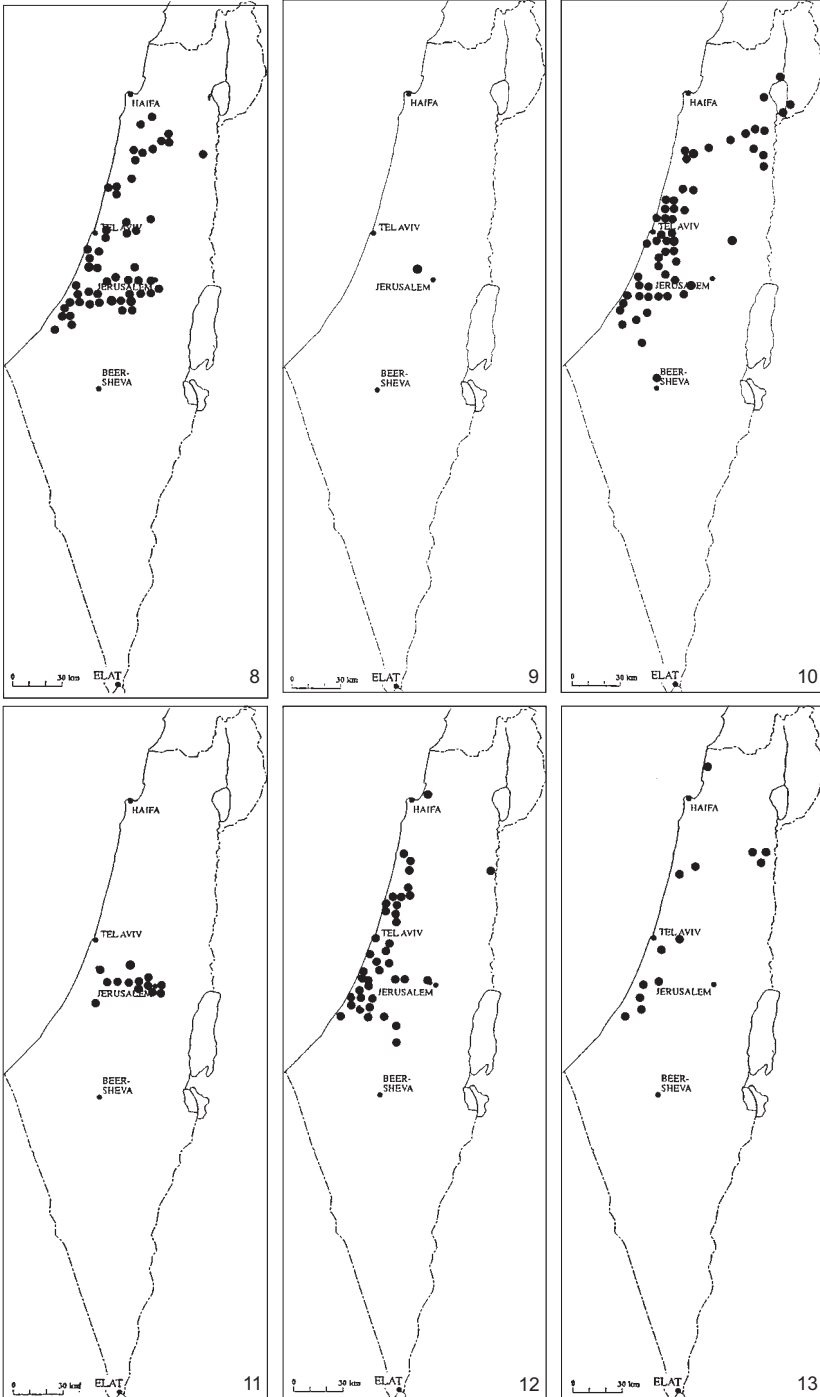 HAIFA
TEL AVIV
JERUSALEM
BEER-
SHEVA
ELAT
0 30 km
8
HAIFA
TEL AVIV
JERUSALEM
BEER-
SHEVA
ELAT
0 30 km
9
HAIFA
TEL AVIV
JERUSALEM
BEER-
SHEVA
ELAT
0 30 km
10
HAIFA
TEL AVIV
JERUSALEM
BEER-
SHEVA
ELAT
0 30 km
11
HAIFA
TEL AVIV
JERUSALEM
BEER-
SHEVA
ELAT
0 30 km
12
HAIFA
TEL AVIV
JERUSALEM
BEER-
SHEVA
ELAT
0 30 km
13